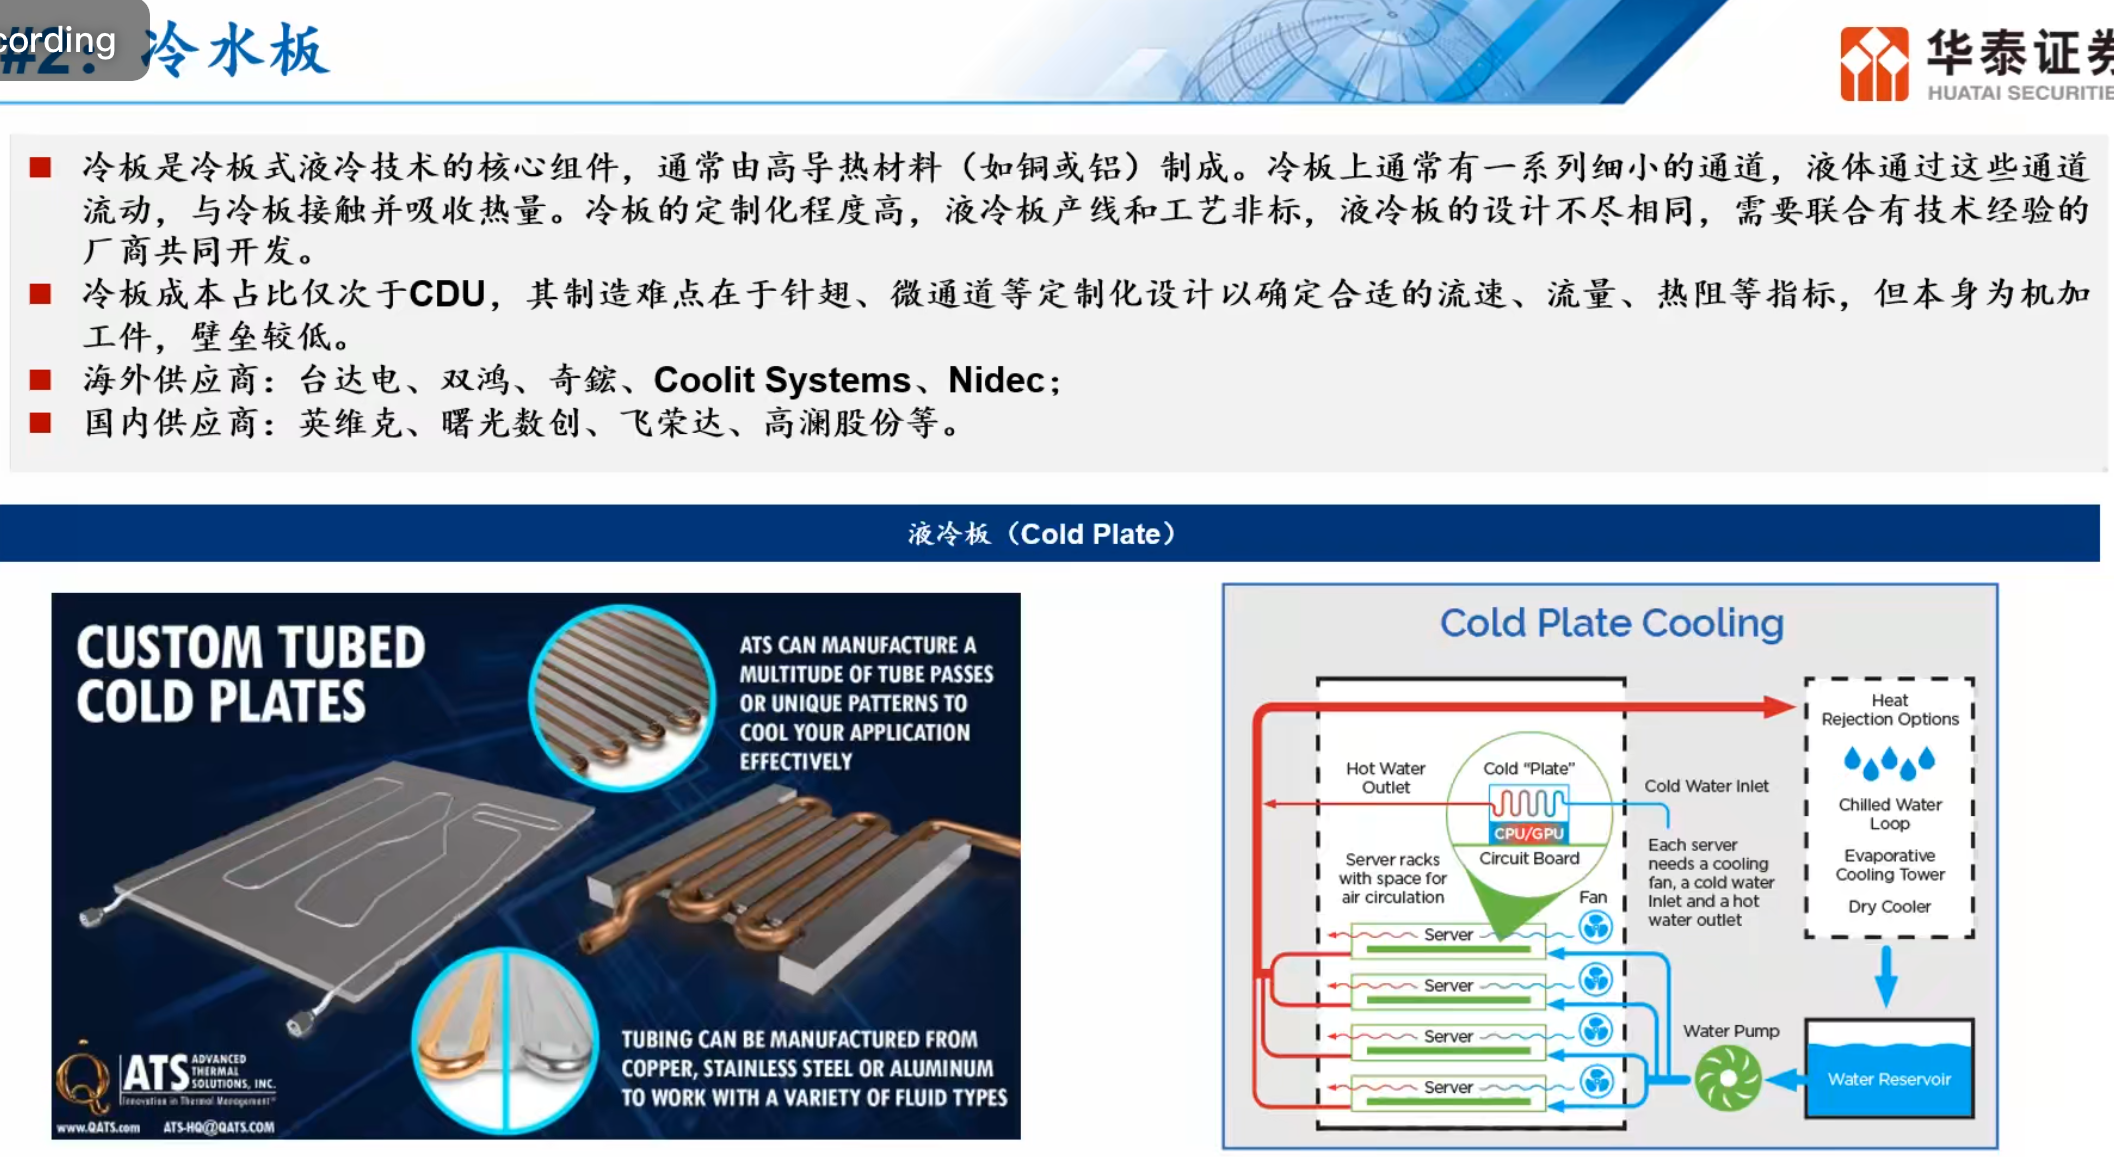 cording
#2：冷水板
华泰证券
HUATAI SECURITIE
冷板是冷板式液冷技术的核心组件，通常由高导热材料（如铜或铝）制成。冷板上通常有一系列细小的通道，液体通过这些通道
流动，与冷板接触并吸收热量。冷板的定制化程度高，液冷板产线和工艺非标，液冷板的设计不尽相同，需要联合有技术经验的
厂商共同开发。
冷板成本占比仅次于CDU，其制造难点在于针翅、微通道等定制化设计以确定合适的流速、流量、热阻等指标，但本身为机加
工件，壁垒较低。
海外供应商：台达电、双鸿、奇鋐、Coolit Systems、Nidec；
国内供应商：英维克、曙光数创、飞荣达、高澜股份等。
液冷板（Cold Plate）
CUSTOM TUBED
COLD PLATES
ATS CAN MANUFACTURE A
MULTITUDE OF TUBE PASSES
OR UNIQUE PATTERNS TO
COOL YOUR APPLICATION
EFFECTIVELY
TUBING CAN BE MANUFACTURED FROM
COPPER, STAINLESS STEEL OR ALUMINUM
TO WORK WITH A VARIETY OF FLUID TYPES
ATS
ADVANCED
THERMAL
SOLUTIONS, INC.
Innovation in Thermal Management®
www.QATS.com ATS-HQ@QATS.COM
Cold Plate Cooling
Hot Water
Outlet
Cold “Plate”
CPU/GPU
Circuit Board
Cold Water Inlet
Each server
needs a cooling
fan, a cold water
Inlet and a hot
water outlet
Server racks
with space for
air circulation
Fan
Server
Server
Server
Server
Heat
Rejection Options
Chilled Water
Loop
Evaporative
Cooling Tower
Dry Cooler
Water Pump
Water Reservoir